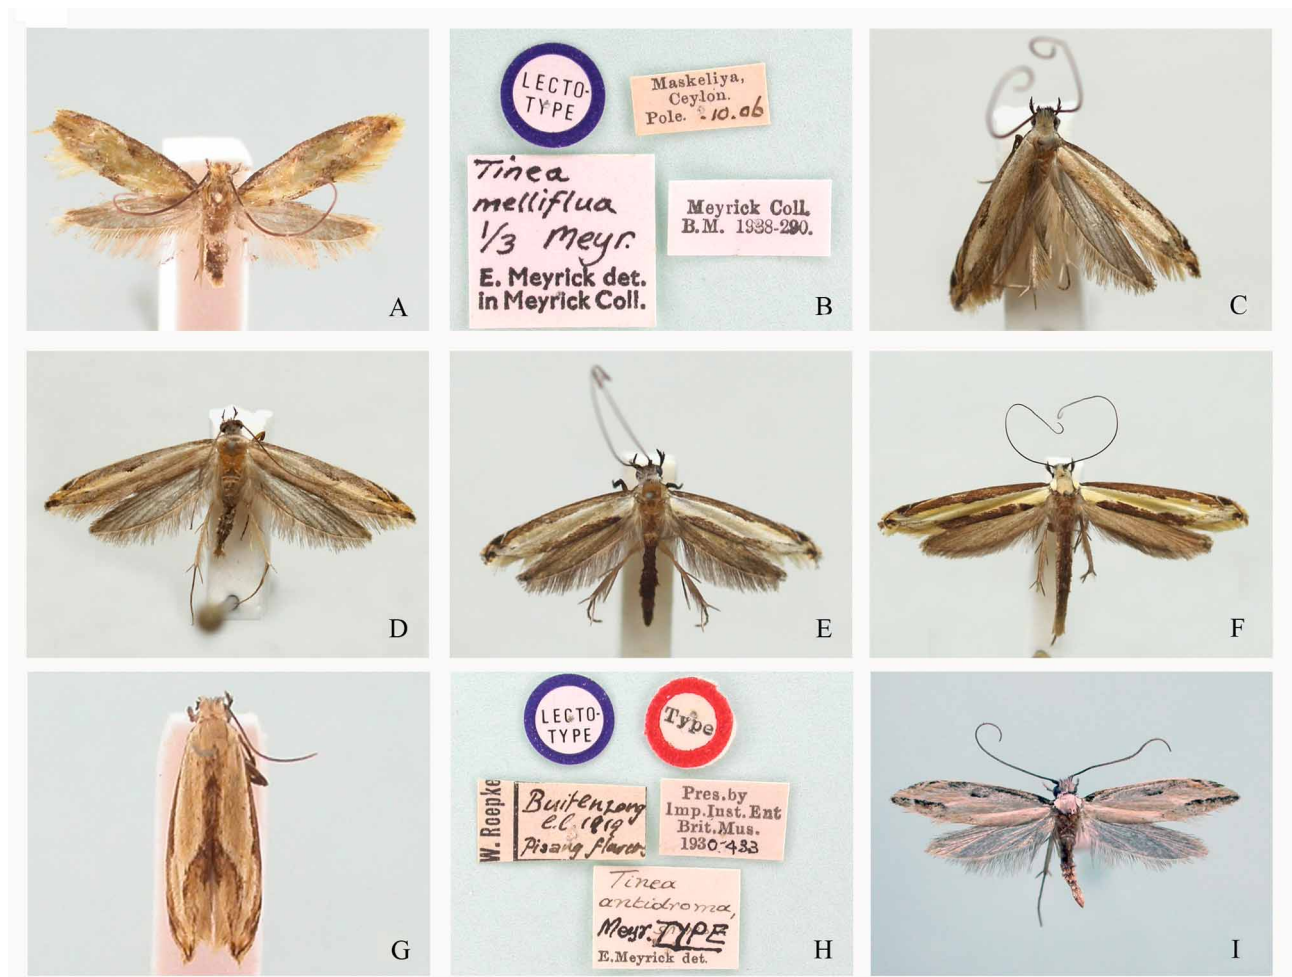 A
LECTO-
TYPE
Maskeliya,
Ceylon.
Pole. -10.06
Tinea
melliflua
1/3 Meyr.
E. Meyrick det.
in Meyrick Coll.
Meyrick Coll.
B.M. 1938-290.
B
C
D
E
F
G
LECTO-
TYPE
Type
W. Roepke
Buitenzong
e.l. 1919
Pisang flowers
Pres.by
Imp.Inst.Ent
Brit.Mus.
1930-433
Tinea
antidroma,
Meyr. TYPE
E.Meyrick det.
H
I